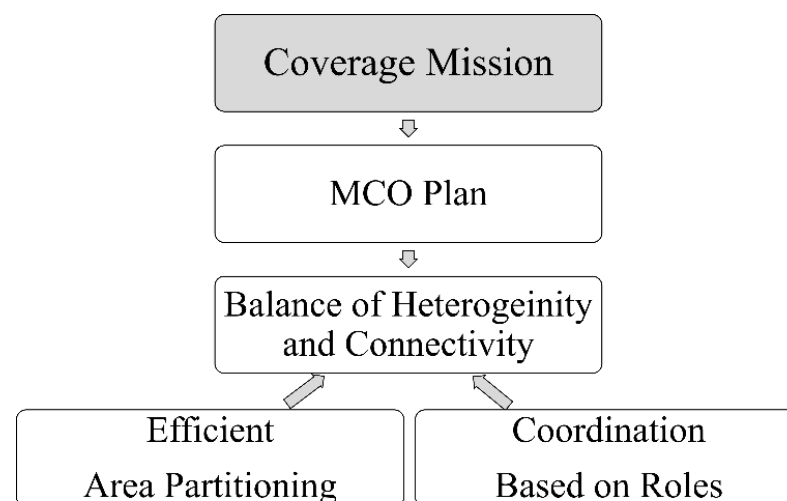 Coverage Mission
MCO Plan
Balance of Heterogeinity
and Connectivity
Efficient
Area Partitioning
Coordination
Based on Roles